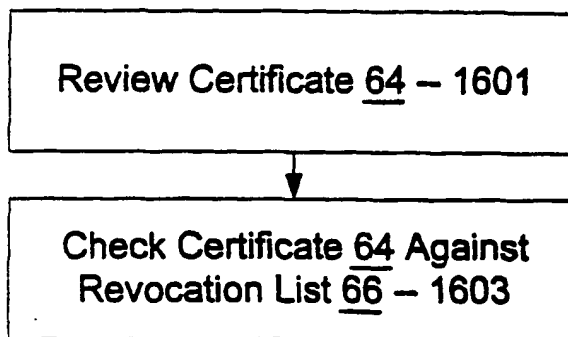 Review Certificate 64 – 1601
Check Certificate 64 Against
Revocation List 66 – 1603